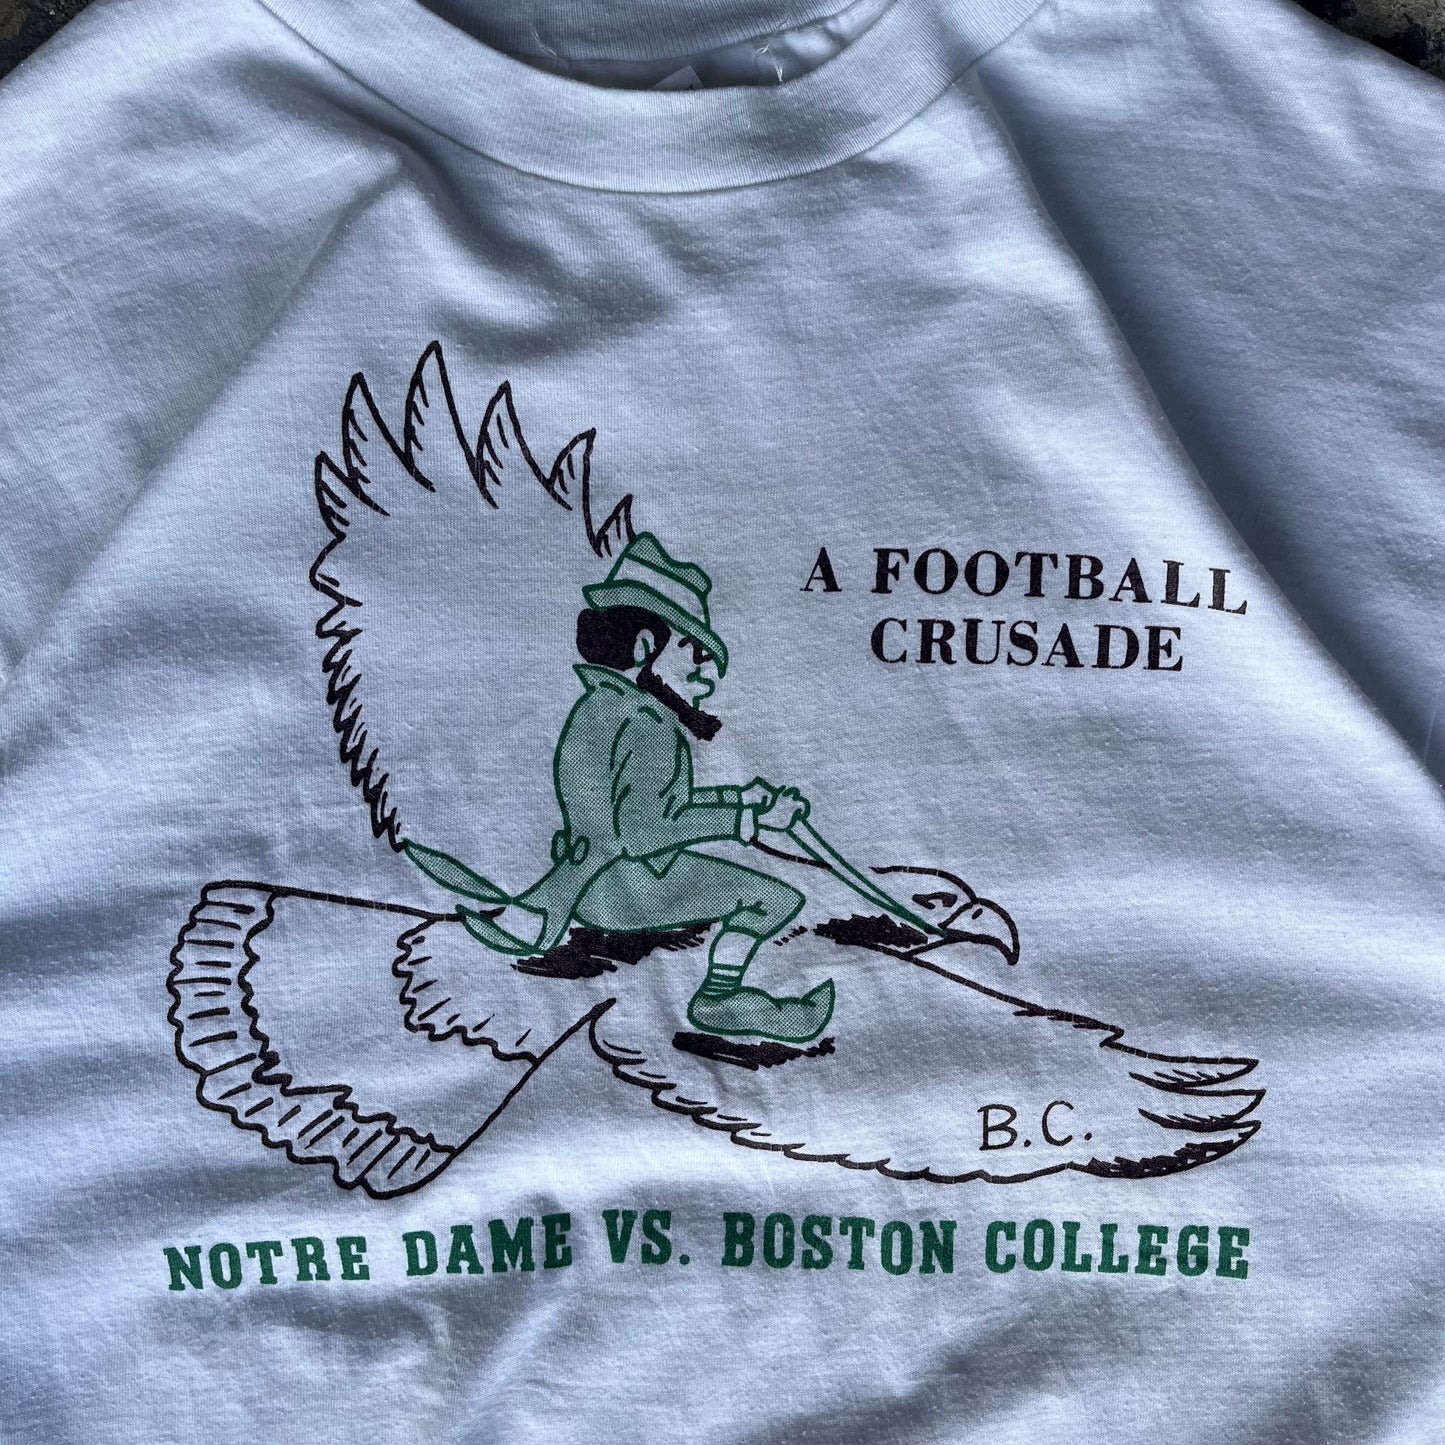 A FOOTBALL
CRUSADE
B.C.
NOTRE DAME VS. BOSTON COLLEGE